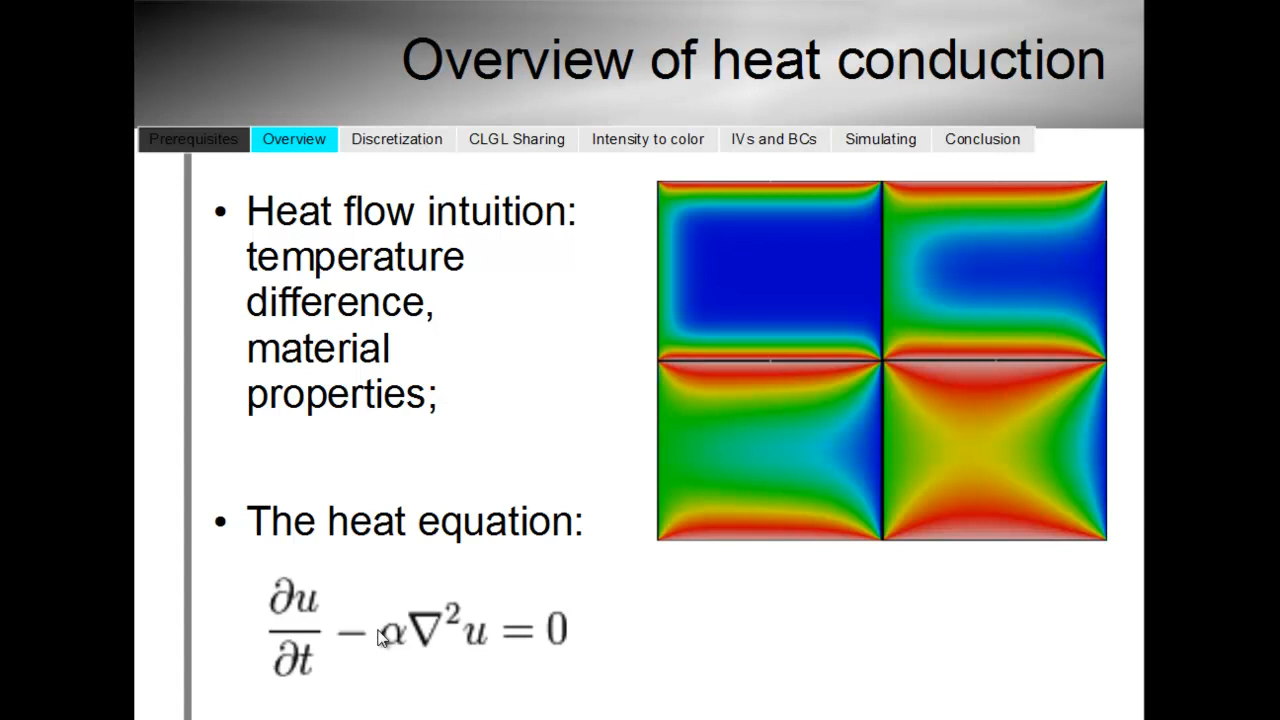 Overview of heat conduction
Prerequisites Overview Discretization CLGL Sharing Intensity to color IVs and BCs Simulating Conclusion
• Heat flow intuition:
temperature
difference,
material
properties;
• The heat equation:
∂u/∂t − α∇²u = 0